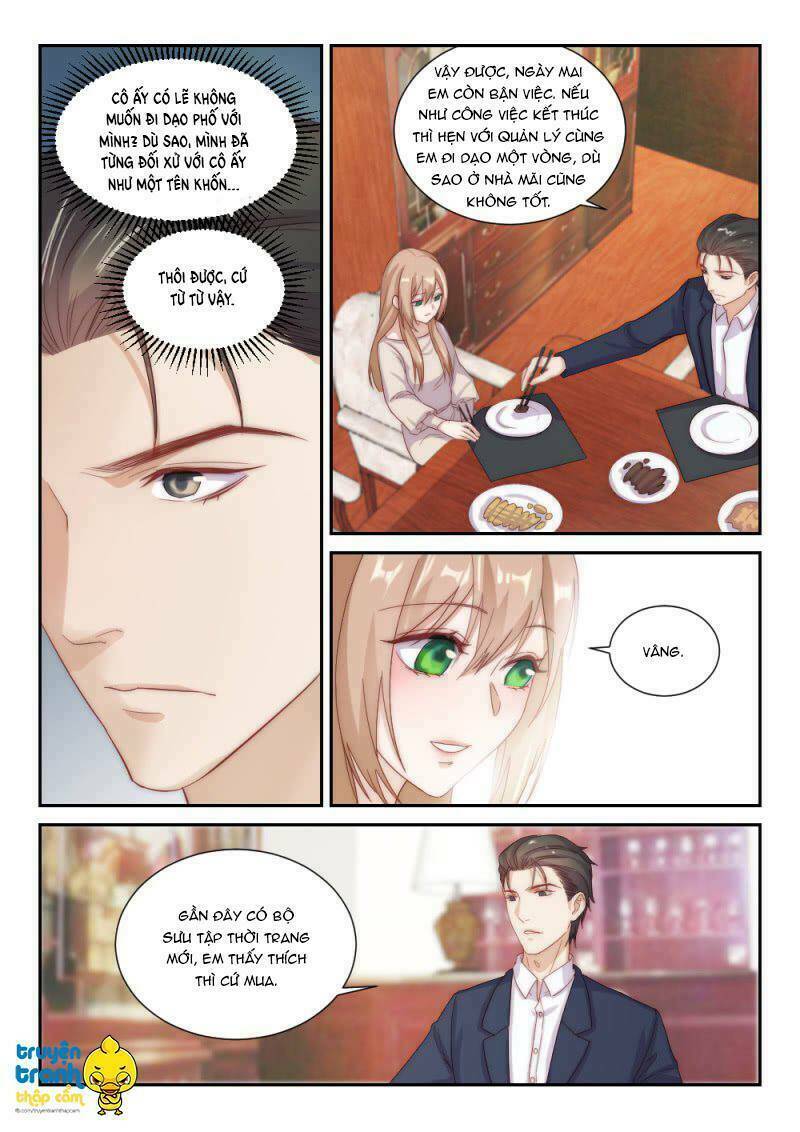 CÔ ẤY CÓ LẼ KHÔNG
MUỐN ĐI DẠO PHỐ VỚI
MÌNH? DÙ SAO, MÌNH ĐÃ
TỪNG ĐỐI XỬ VỚI CÔ ẤY
NHƯ MỘT TÊN KHỐN...
THÔI ĐƯỢC, CỨ
TỪ TỪ VẬY.
VẬY ĐƯỢC, NGÀY MAI
EM CÒN BẬN VIỆC. NẾU
NHƯ CÔNG VIỆC KẾT THÚC
THÌ HẸN VỚI QUẢN LÝ CÙNG
EM ĐI DẠO MỘT VÒNG, DÙ
SAO Ở NHÀ MÃI CŨNG
KHÔNG TỐT.
VÂNG.
GẦN ĐÂY CÓ BỘ
SƯU TẬP THỜI TRANG
MỚI, EM THẤY THÍCH
THÌ CỨ MUA.
truyện
tranh
thập cẩm
fb.com/truyentranhthapcam